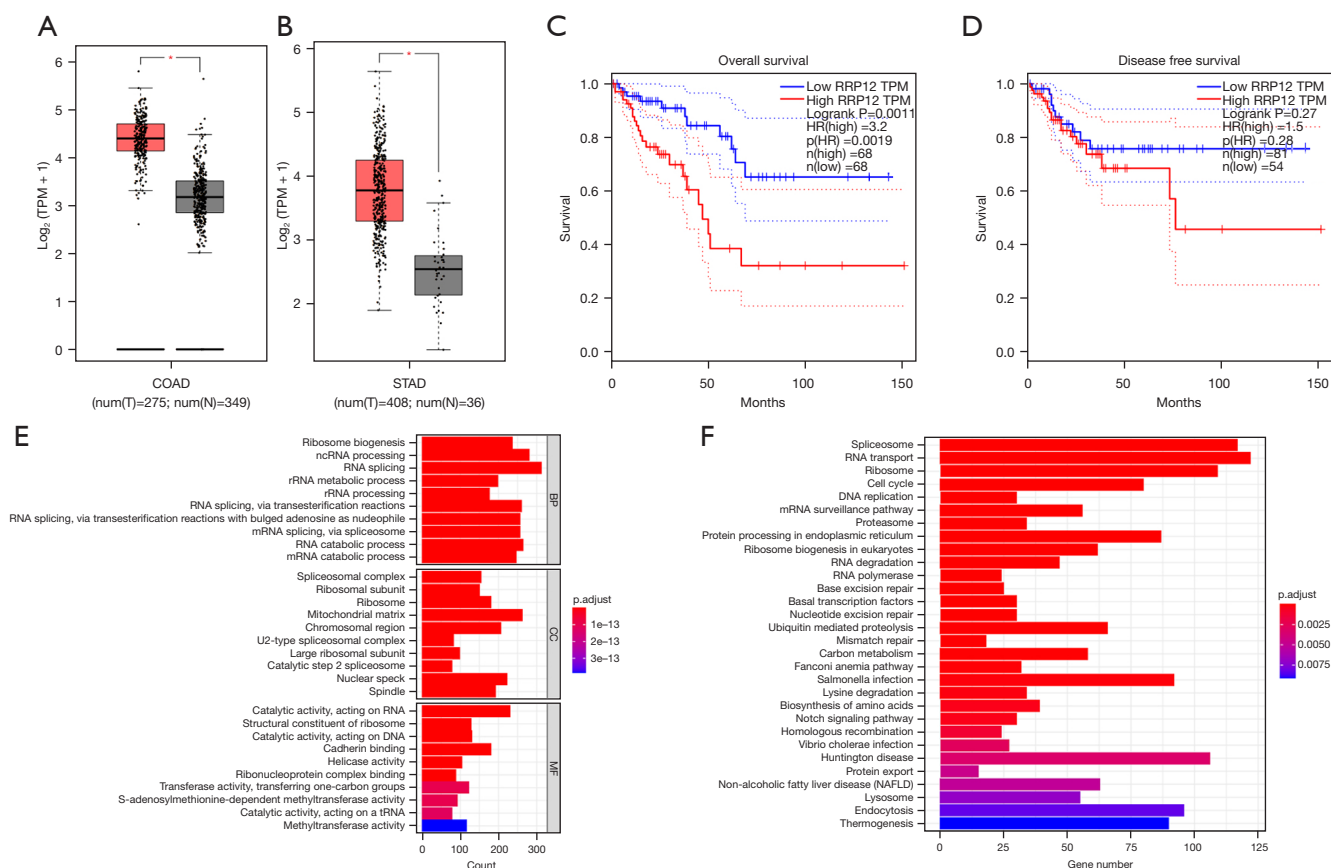 A
6
5
4
3
2
1
0
Log₂ (TPM + 1)
*
COAD
(num(T)=275; num(N)=349)
B
6
5
4
3
2
Log₂ (TPM + 1)
*
STAD
(num(T)=408; num(N)=36)
C
Overall survival
Low RRP12 TPM
High RRP12 TPM
Logrank P=0.0011
HR(high) =3.2
p(HR) =0.0019
n(high) =68
n(low) =68
1.0
0.8
0.6
0.4
0.2
0.0
Survival
0 50 100 150
Months
D
Disease free survival
Low RRP12 TPM
High RRP12 TPM
Logrank P=0.27
HR(high) =1.5
p(HR) =0.28
n(high) =81
n(low) =54
1.0
0.8
0.6
0.4
0.2
0.0
Survival
0 50 100 150
Months
E
Ribosome biogenesis
ncRNA processing
RNA splicing
rRNA metabolic process
rRNA processing
RNA splicing, via transesterification reactions
RNA splicing, via transesterification reactions with bulged adenosine as nudeophile
mRNA splicing, via spliceosome
RNA catabolic process
mRNA catabolic process
BP
Spliceosomal complex
Ribosomal subunit
Ribosome
Mitochondrial matrix
Chromosomal region
U2-type spliceosomal complex
Large ribosomal subunit
Catalytic step 2 spliceosome
Nuclear speck
Spindle
CC
Catalytic activity, acting on RNA
Structural constituent of ribosome
Catalytic activity, acting on DNA
Cadherin binding
Helicase activity
Ribonucleoprotein complex binding
Transferase activity, transferring one-carbon groups
S-adenosylmethionine-dependent methyltransferase activity
Catalytic activity, acting on a tRNA
Methyltransferase activity
MF
0 100 200 300
Count
p.adjust
1e−13
2e−13
3e−13
F
Spliceosome
RNA transport
Ribosome
Cell cycle
DNA replication
mRNA surveillance pathway
Proteasome
Protein processing in endoplasmic reticulum
Ribosome biogenesis in eukaryotes
RNA degradation
RNA polymerase
Base excision repair
Basal transcription factors
Nucleotide excision repair
Ubiquitin mediated proteolysis
Mismatch repair
Carbon metabolism
Fanconi anemia pathway
Salmonella infection
Lysine degradation
Biosynthesis of amino acids
Notch signaling pathway
Homologous recombination
Vibrio cholerae infection
Huntington disease
Protein export
Non-alcoholic fatty liver disease (NAFLD)
Lysosome
Endocytosis
Thermogenesis
0 25 50 75 100 125
Gene number
p.adjust
0.0025
0.0050
0.0075